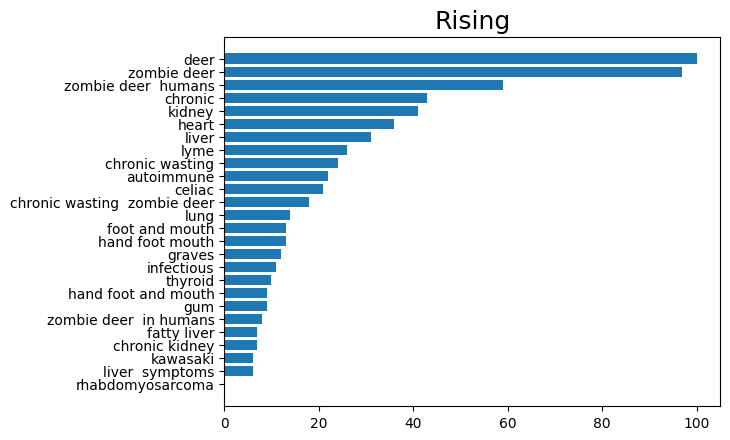 Rising
deer
zombie deer
zombie deer  humans
chronic
kidney
heart
liver
lyme
chronic wasting
autoimmune
celiac
chronic wasting  zombie deer
lung
foot and mouth
hand foot mouth
graves
infectious
thyroid
hand foot and mouth
gum
zombie deer  in humans
fatty liver
chronic kidney
kawasaki
liver  symptoms
rhabdomyosarcoma
0 20 40 60 80 100